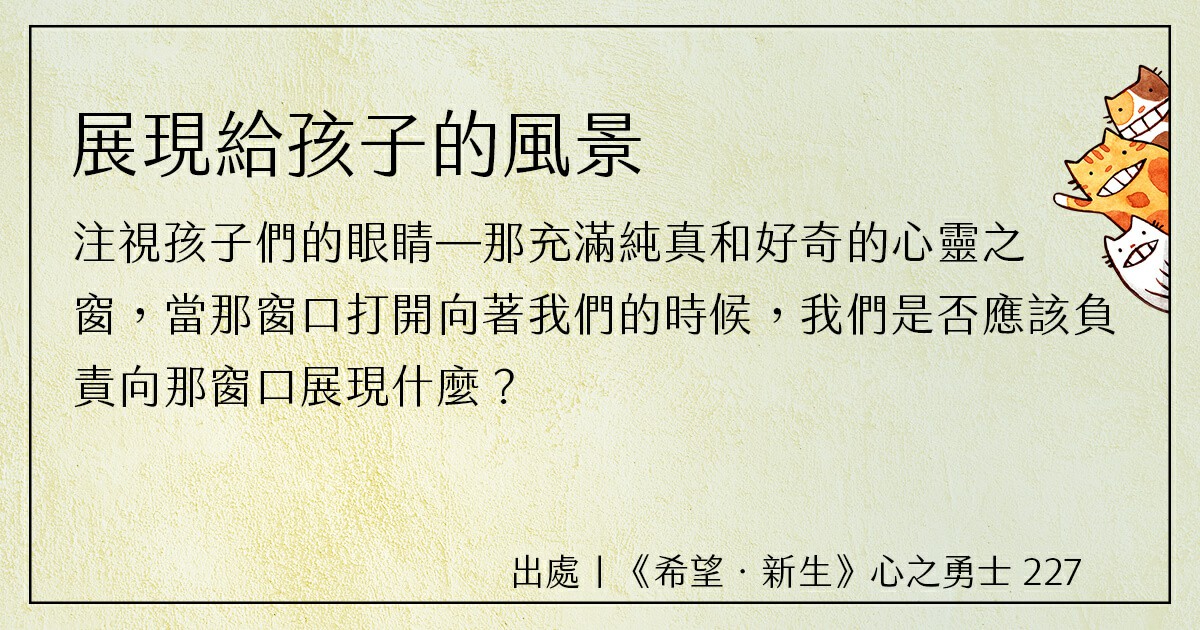 展現給孩子的風景
注視孩子們的眼睛—那充滿純真和好奇的心靈之
窗，當那窗口打開向著我們的時候，我們是否應該負
責向那窗口展現什麼？
出處｜《希望．新生》心之勇士 227